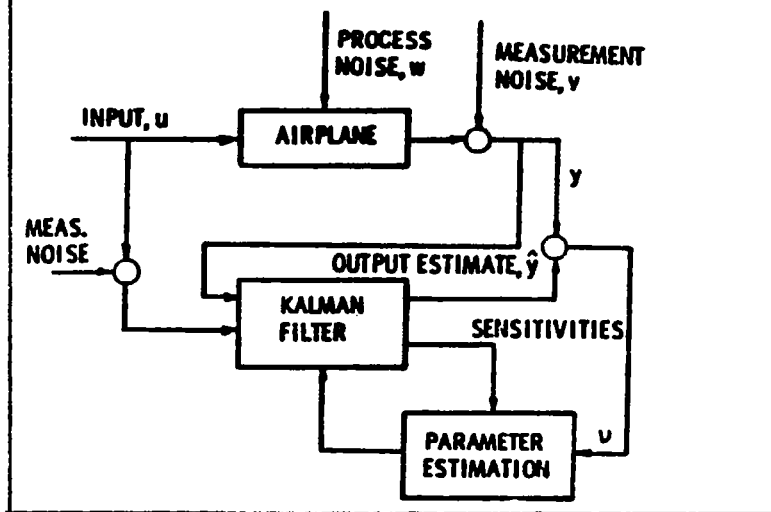 PROCESS
NOISE, w
MEASUREMENT
NOISE, v
INPUT, u
AIRPLANE
y
MEAS.
NOISE
OUTPUT ESTIMATE, ŷ
KALMAN
FILTER
SENSITIVITIES
PARAMETER
ESTIMATION
υ